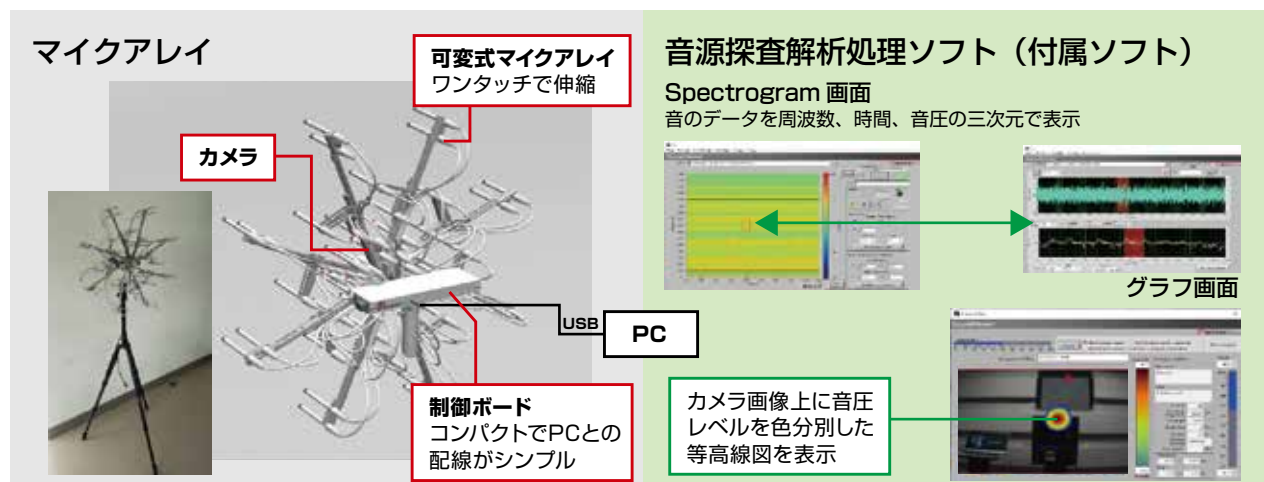 マイクアレイ
可変式マイクアレイ
ワンタッチで伸縮
カメラ
USB
PC
制御ボード
コンパクトでPCとの
配線がシンプル
音源探査解析処理ソフト（付属ソフト）
Spectrogram 画面
音のデータを周波数、時間、音圧の三次元で表示
グラフ画面
カメラ画像上に音圧
レベルを色分別した
等高線図を表示